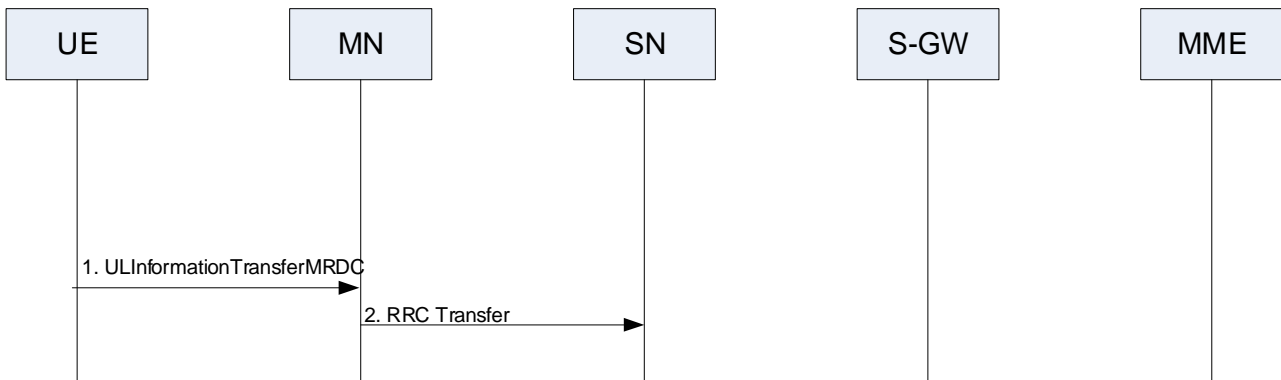 UE
MN
SN
S-GW
MME
1. ULInformationTransferMRDC
2. RRC Transfer